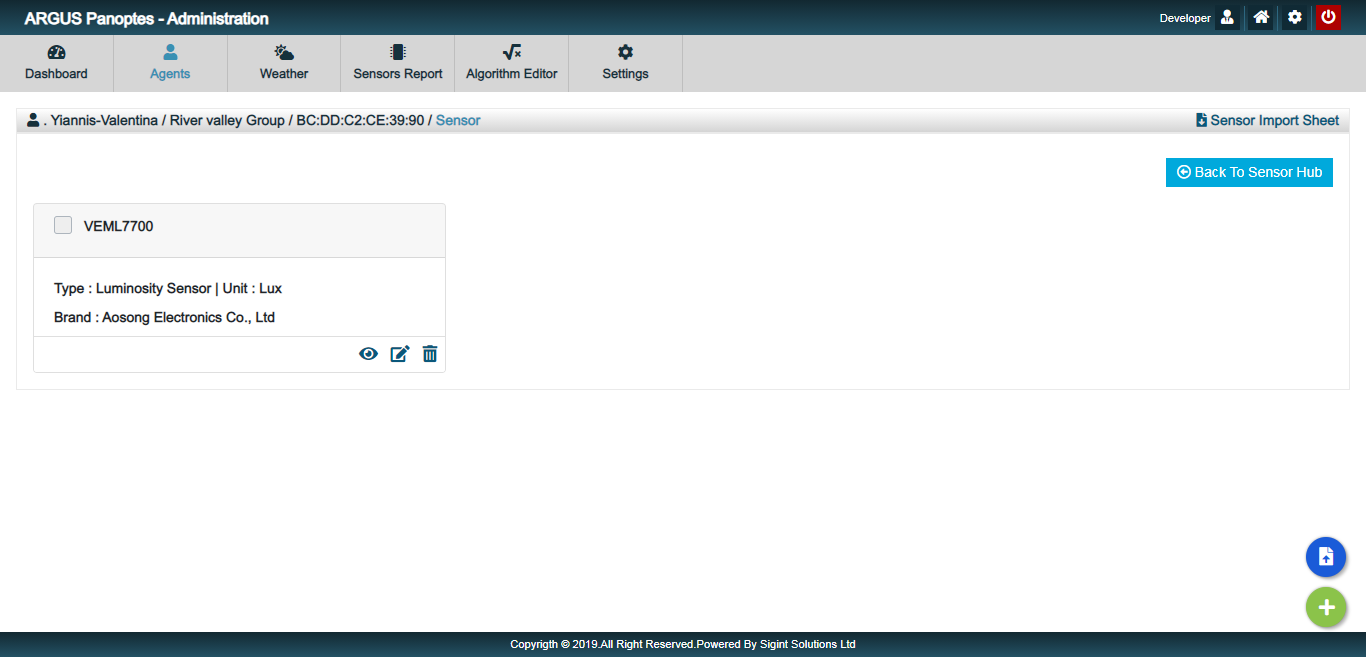 ARGUS Panoptes - Administration
Developer
Dashboard
Agents
Weather
Sensors Report
Algorithm Editor
Settings
. Yiannis-Valentina / River valley Group / BC:DD:C2:CE:39:90 / Sensor
Sensor Import Sheet
Back To Sensor Hub
VEML7700
Type : Luminosity Sensor | Unit : Lux
Brand : Aosong Electronics Co., Ltd
Copyrigth © 2019.All Right Reserved.Powered By Sigint Solutions Ltd